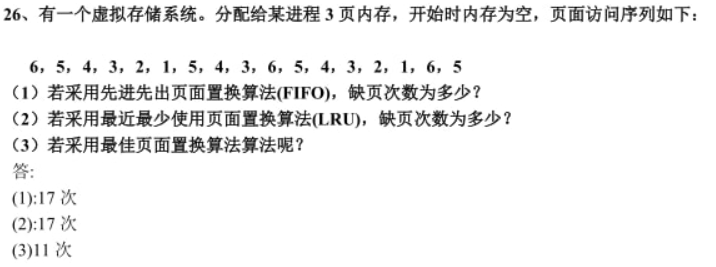 26、有一个虚拟存储系统。分配给某进程 3 页内存，开始时内存为空，页面访问序列如下：
6，5，4，3，2，1，5，4，3，6，5，4，3，2，1，6，5
（1）若采用先进先出页面置换算法(FIFO)，缺页次数为多少？
（2）若采用最近最少使用页面置换算法(LRU)，缺页次数为多少？
（3）若采用最佳页面置换算法算法呢？
答:
(1):17 次
(2):17 次
(3)11 次